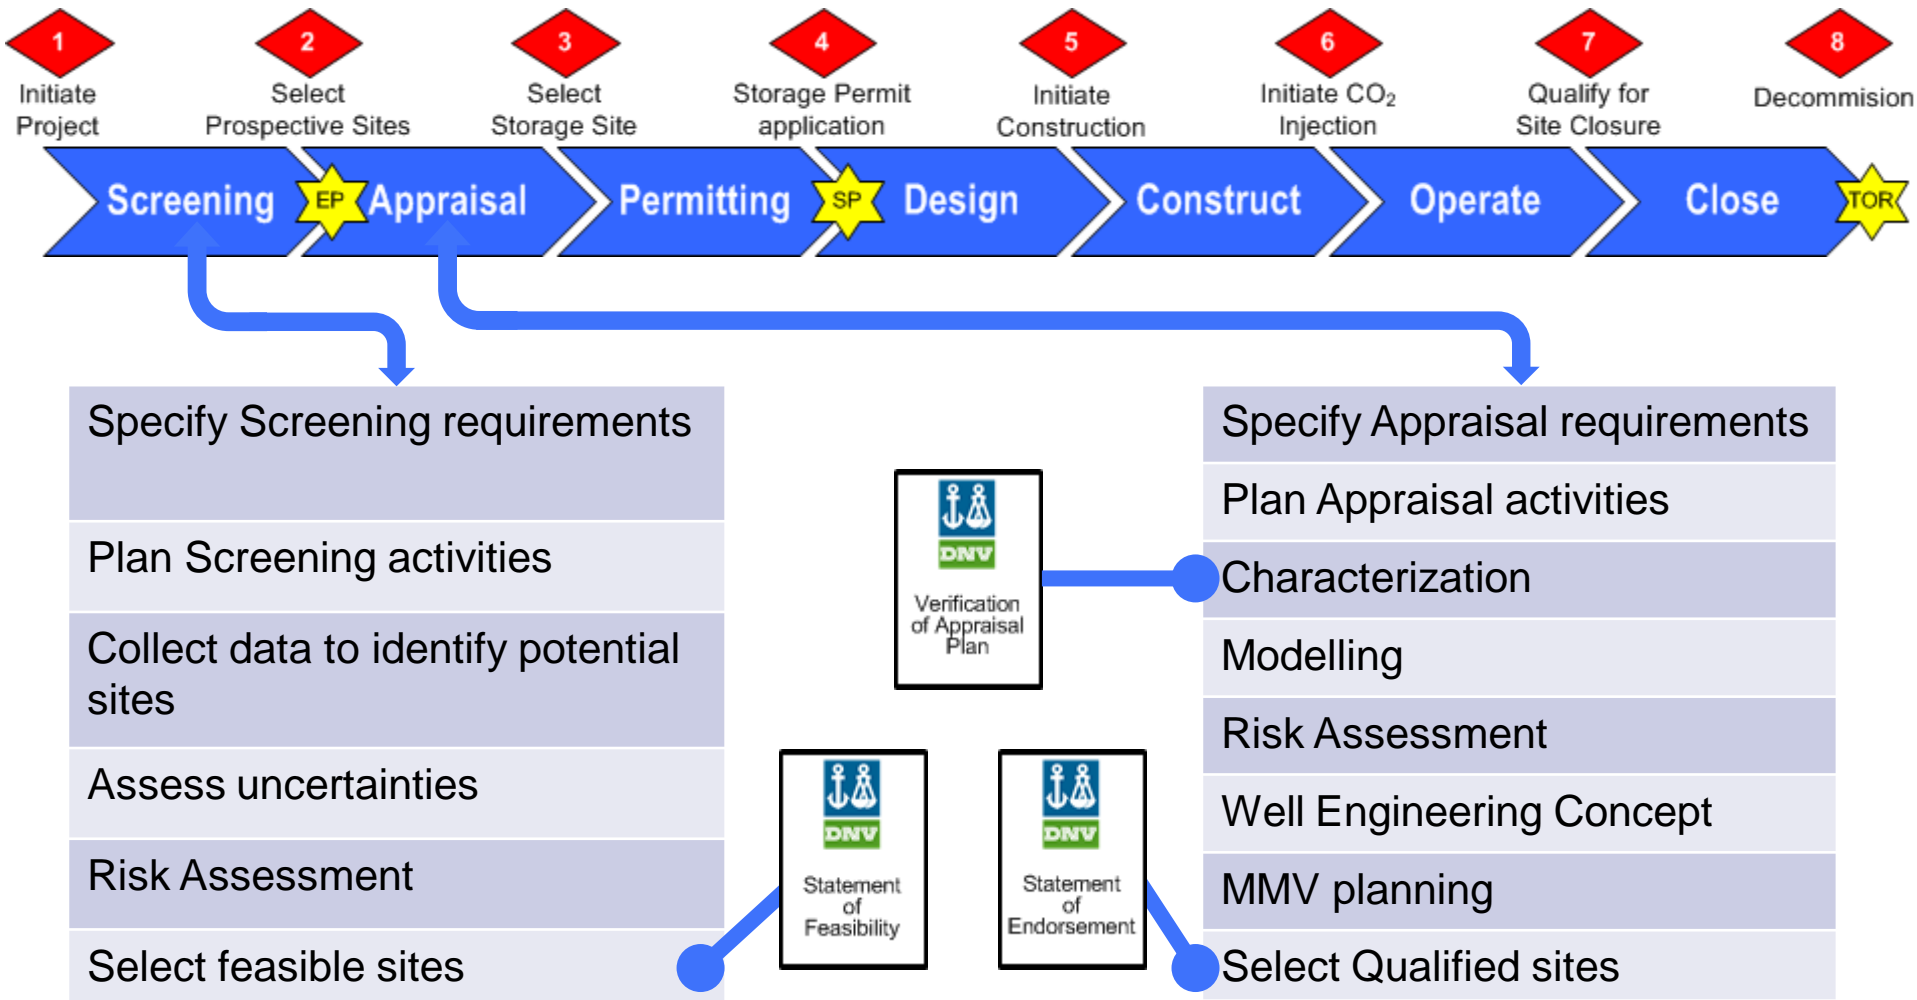 1
2
3
4
5
6
7
8
Initiate
Project
Select
Prospective Sites
Select
Storage Site
Storage Permit
application
Initiate
Construction
Initiate CO₂
Injection
Qualify for
Site Closure
Decommision
Screening
EP
Appraisal
Permitting
SP
Design
Construct
Operate
Close
TOR
Specify Screening requirements
Plan Screening activities
Collect data to identify potential
sites
Assess uncertainties
Risk Assessment
Select feasible sites
DNV
Verification
of Appraisal
Plan
DNV
Statement
of
Feasibility
DNV
Statement
of
Endorsement
Specify Appraisal requirements
Plan Appraisal activities
Characterization
Modelling
Risk Assessment
Well Engineering Concept
MMV planning
Select Qualified sites